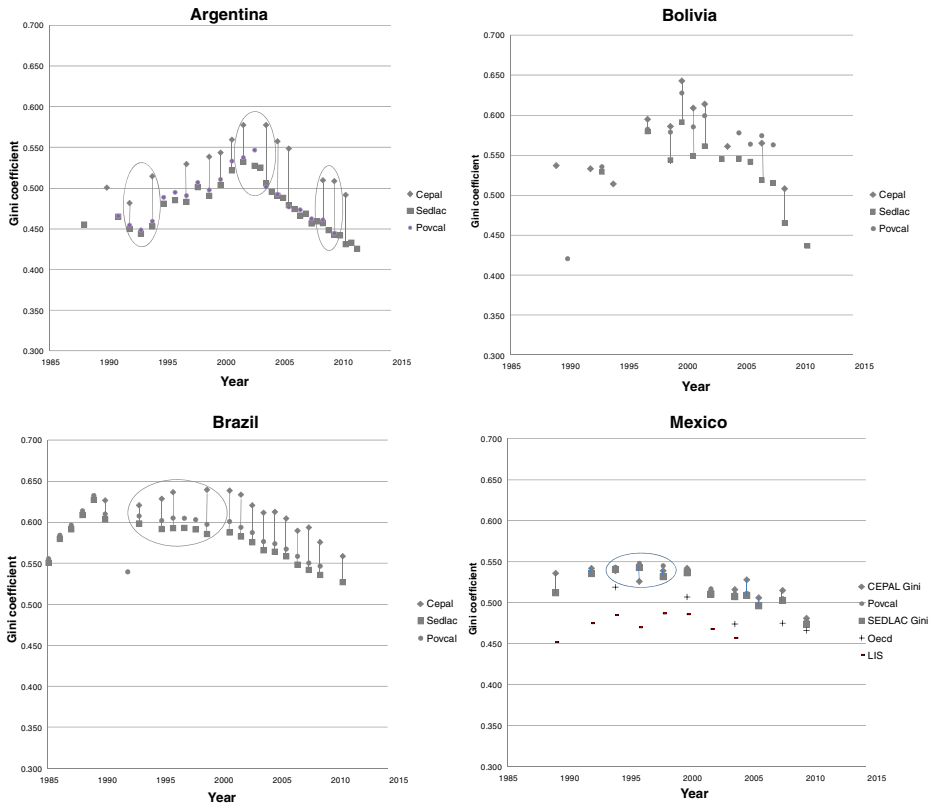 Argentina
0.700
0.650
0.600
0.550
0.500
0.450
0.400
0.350
0.300
Gini coefficient
1985 1990 1995 2000 2005 2010 2015
Year
Cepal
Sedlac
Povcal
Bolivia
0.700
0.650
0.600
0.550
0.500
0.450
0.400
0.350
0.300
Gini coefficient
1985 1990 1995 2000 2005 2010 2015
Year
Cepal
Sedlac
Povcal
Brazil
0.700
0.650
0.600
0.550
0.500
0.450
0.400
0.350
0.300
Gini coefficient
1985 1990 1995 2000 2005 2010 2015
Year
Cepal
Sedlac
Povcal
Mexico
0.700
0.650
0.600
0.550
0.500
0.450
0.400
0.350
0.300
Gini coefficient
1985 1990 1995 2000 2005 2010 2015
Year
CEPAL Gini
Povcal
SEDLAC Gini
Oecd
LIS